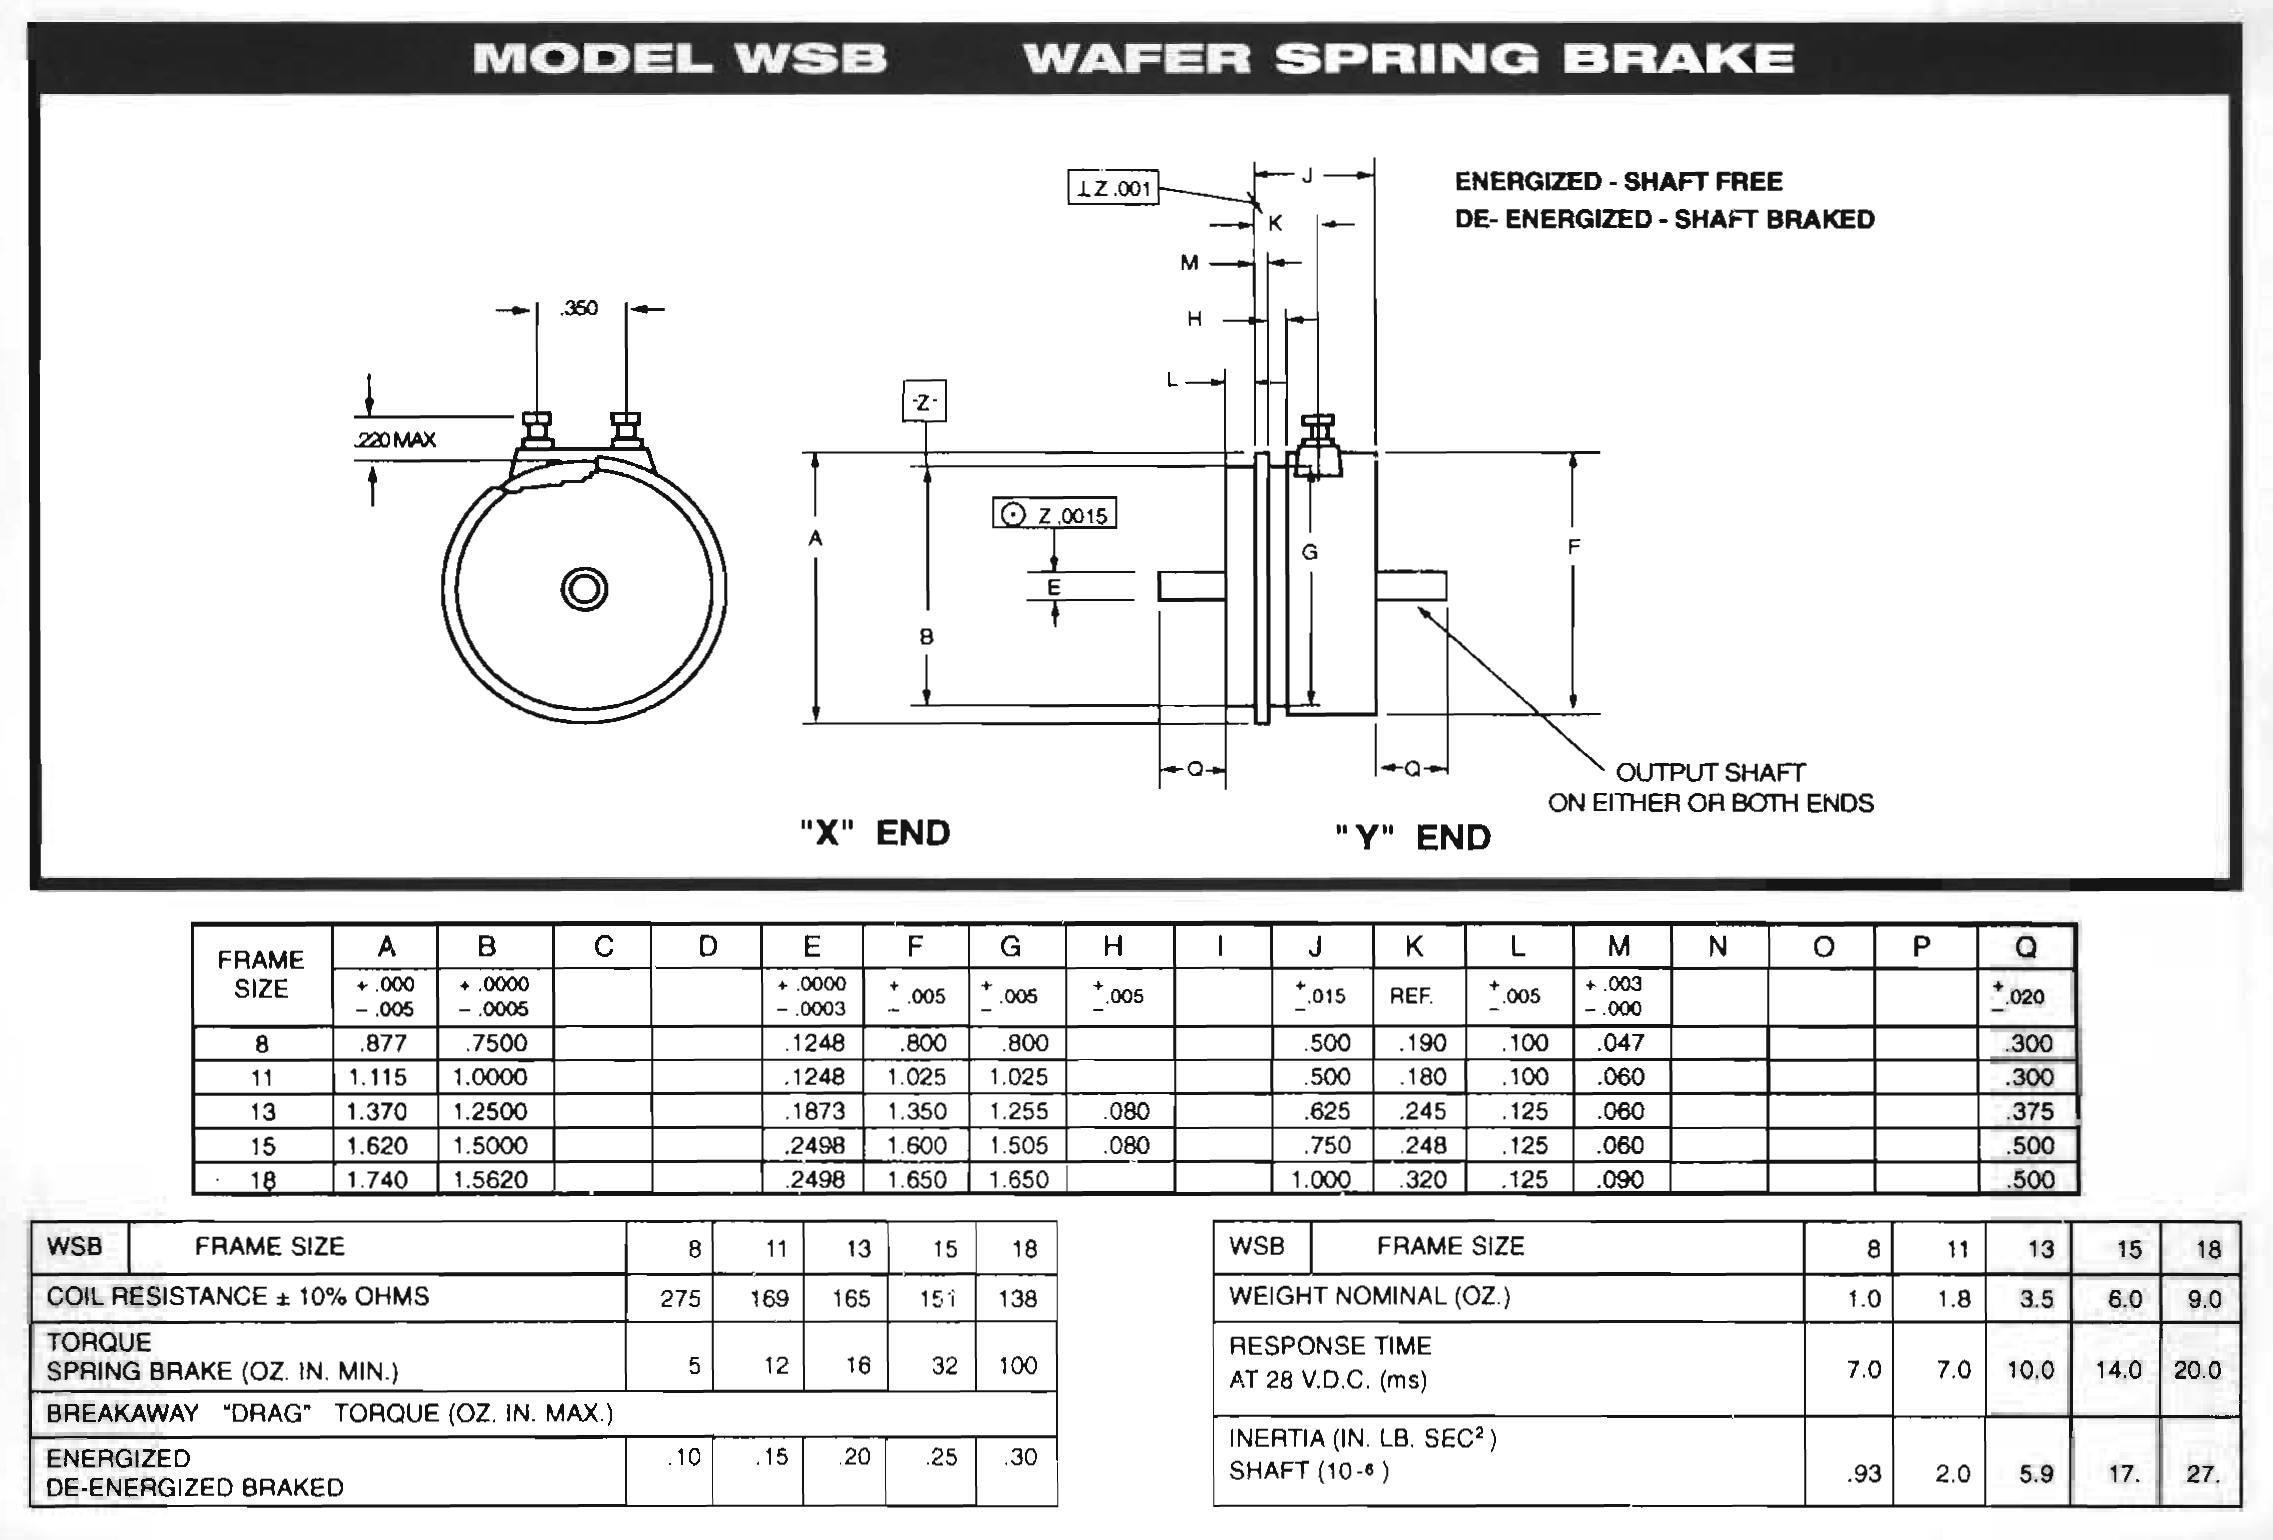 MODEL WSB WAFER SPRING BRAKE
⊥ Z .001
J
ENERGIZED - SHAFT FREE
DE- ENERGIZED - SHAFT BRAKED
K
M
.350
H
L
-Z-
.220 MAX
⊙ Z .0015
A
G
F
E
B
Q
Q
OUTPUT SHAFT
ON EITHER OR BOTH ENDS
"X" END
"Y" END
FRAME SIZE A B C D E F G H I J K L M N O P Q
+ .000 - .005 + .0000 - .0005 + .0000 - .0003 + - .005 + - .005 + - .005 + - .015 REF. + - .005 + .003 - .000 + - .020
8 .877 .7500 .1248 .800 .800 .500 .190 .100 .047 .300
11 1.115 1.0000 .1248 1.025 1.025 .500 .180 .100 .060 .300
13 1.370 1.2500 .1873 1.350 1.255 .080 .625 .245 .125 .060 .375
15 1.620 1.5000 .2498 1.600 1.505 .080 .750 .248 .125 .060 .500
18 1.740 1.5620 .2498 1.650 1.650 1.000 .320 .125 .090 .500
WSB FRAME SIZE 8 11 13 15 18
COIL RESISTANCE ± 10% OHMS 275 169 165 151 138
TORQUE
SPRING BRAKE (OZ. IN. MIN.) 5 12 16 32 100
BREAKAWAY "DRAG" TORQUE (OZ. IN. MAX.)
ENERGIZED .10 .15 .20 .25 .30
DE-ENERGIZED BRAKED
WSB FRAME SIZE 8 11 13 15 18
WEIGHT NOMINAL (OZ.) 1.0 1.8 3.5 6.0 9.0
RESPONSE TIME
AT 28 V.D.C. (ms) 7.0 7.0 10.0 14.0 20.0
INERTIA (IN. LB. SEC²)
SHAFT (10-⁶) .93 2.0 5.9 17. 27.